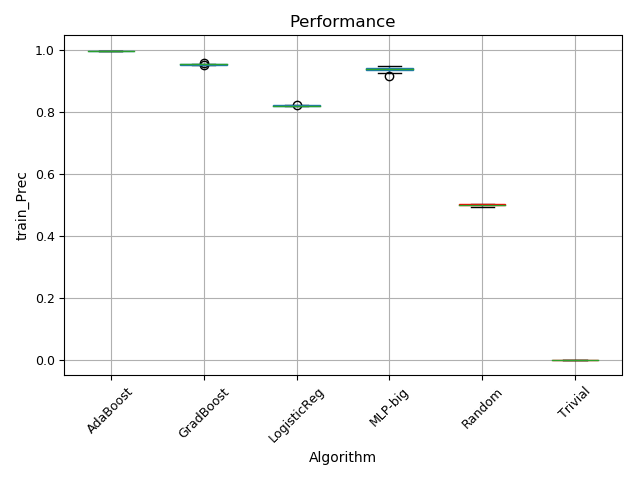 Performance
train_Prec
1.0
0.8
0.6
0.4
0.2
0.0
AdaBoost
GradBoost
LogisticReg
MLP-big
Random
Trivial
Algorithm